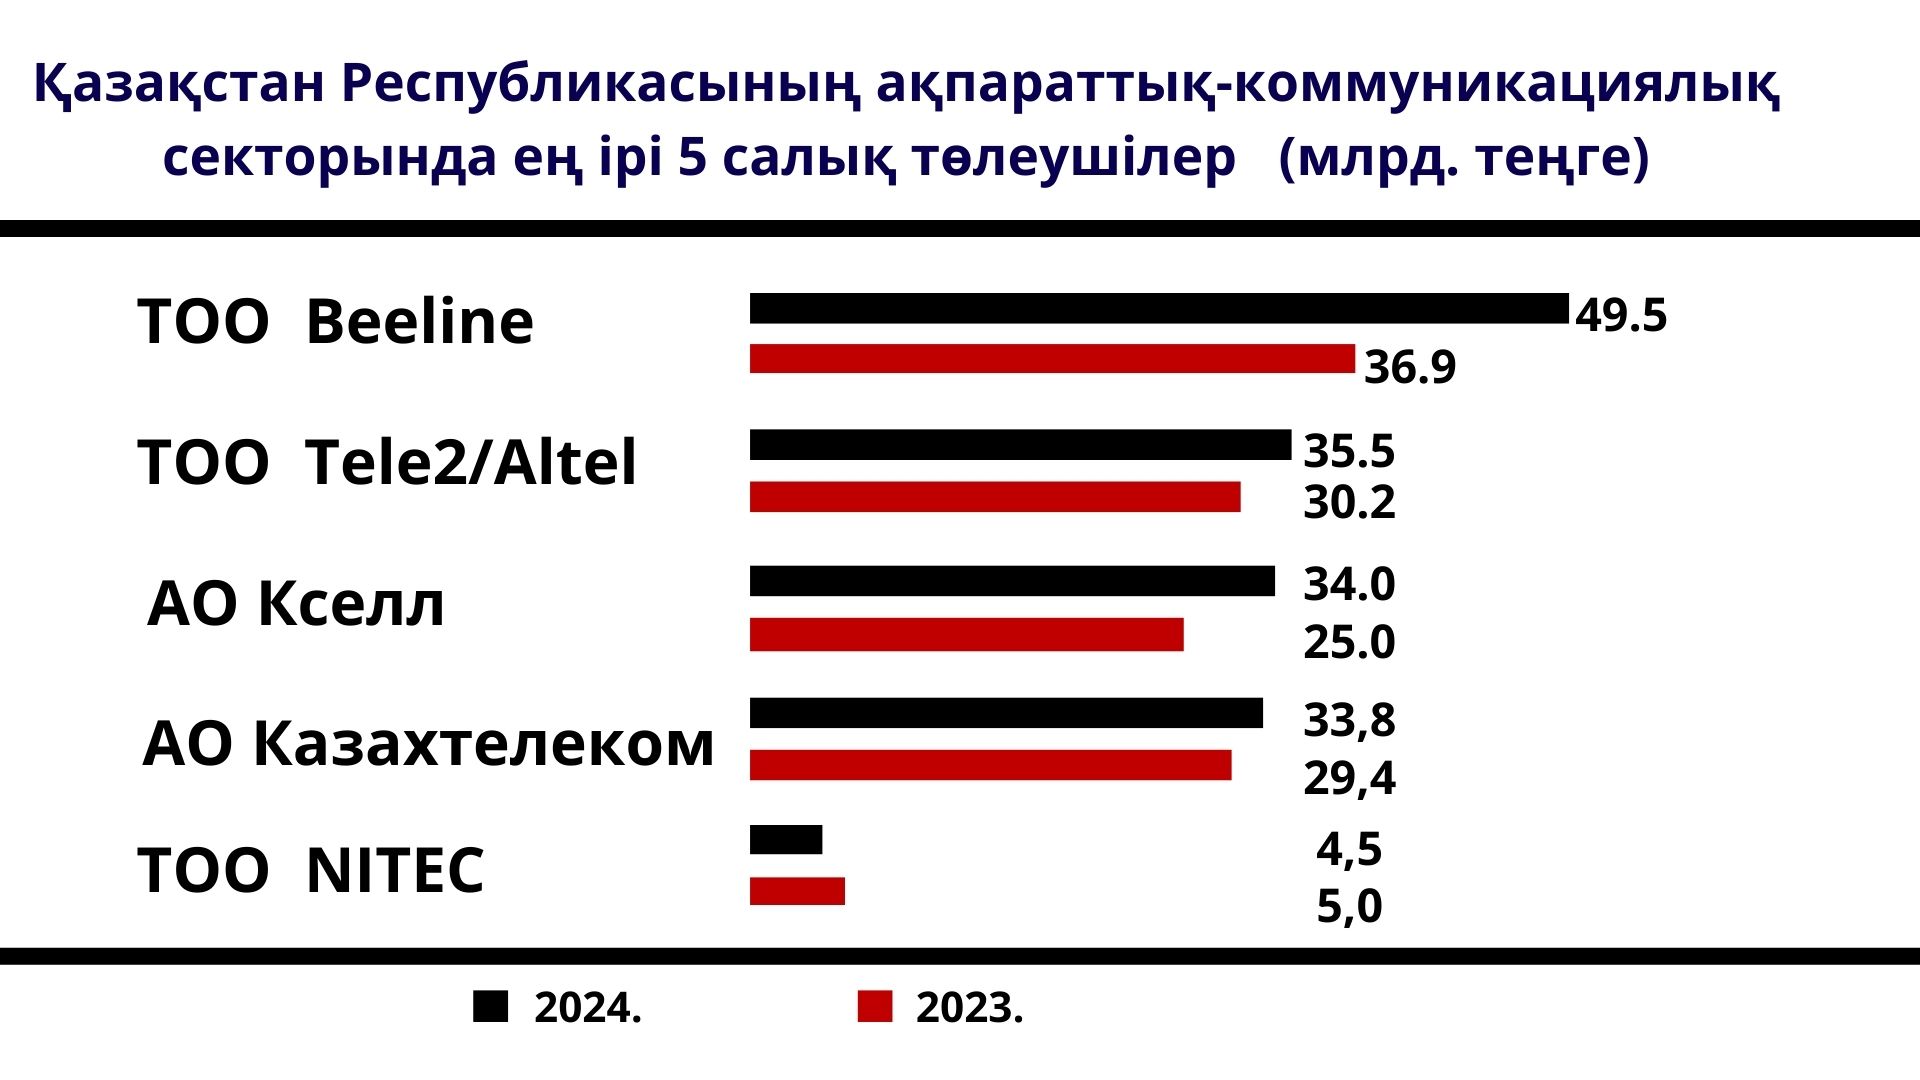 Қазақстан Республикасының ақпараттық-коммуникациялық
секторында ең ірі 5 салық төлеушілер (млрд. теңге)
ТОО Beeline
49.5
36.9
ТОО Tele2/Altel
35.5
30.2
АО Кселл
34.0
25.0
АО Казахтелеком
33,8
29,4
ТОО NITEC
4,5
5,0
2024. 2023.